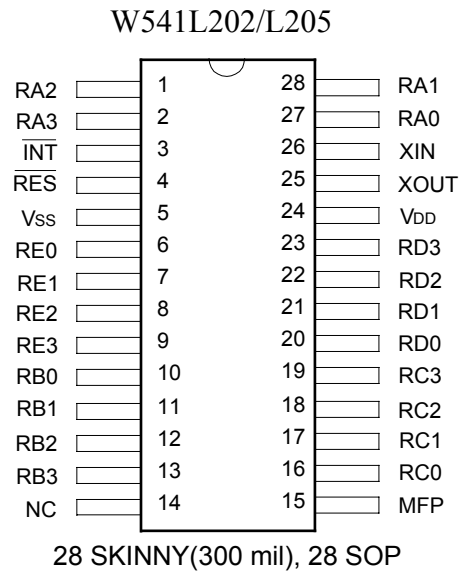 W541L202/L205
RA2 1 28 RA1
RA3 2 27 RA0
I̅N̅T̅ 3 26 XIN
R̅E̅S̅ 4 25 XOUT
VSS 5 24 VDD
RE0 6 23 RD3
RE1 7 22 RD2
RE2 8 21 RD1
RE3 9 20 RD0
RB0 10 19 RC3
RB1 11 18 RC2
RB2 12 17 RC1
RB3 13 16 RC0
NC 14 15 MFP
28 SKINNY(300 mil), 28 SOP